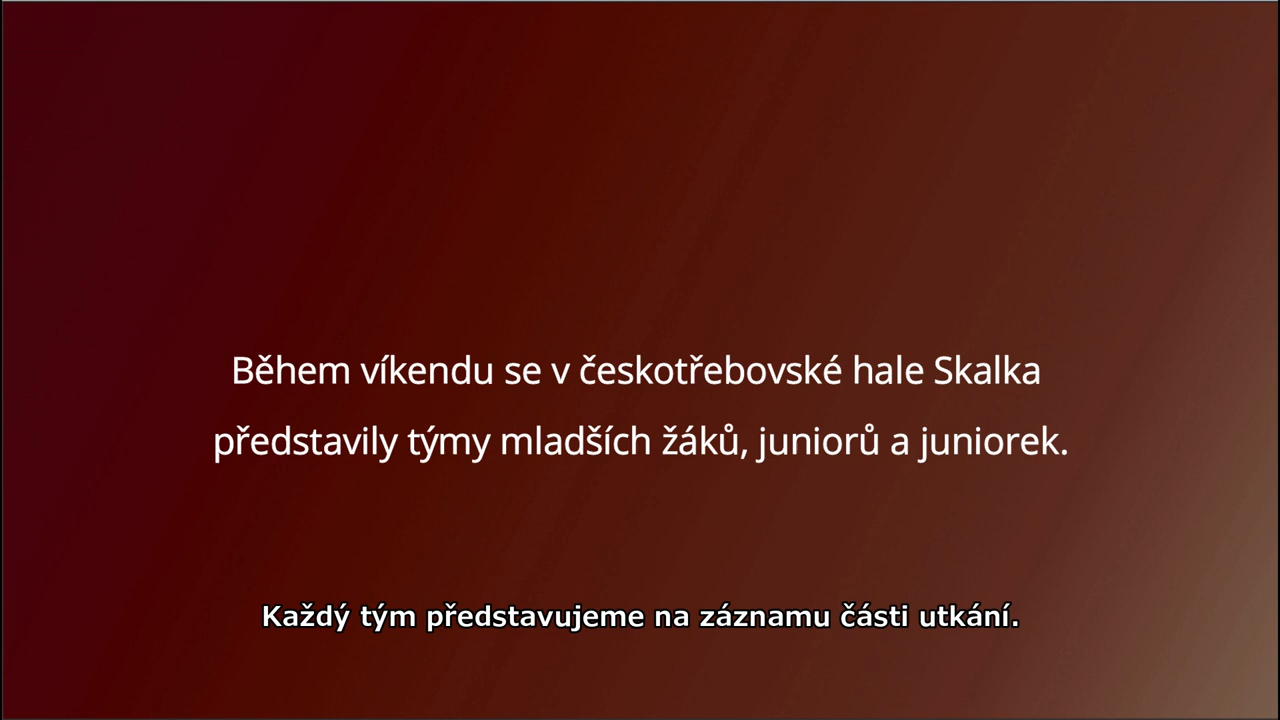 Během víkendu se v českotřebovské hale Skalka
představily týmy mladších žáků, juniorů a juniorek.
Každý tým představujeme na záznamu části utkání.